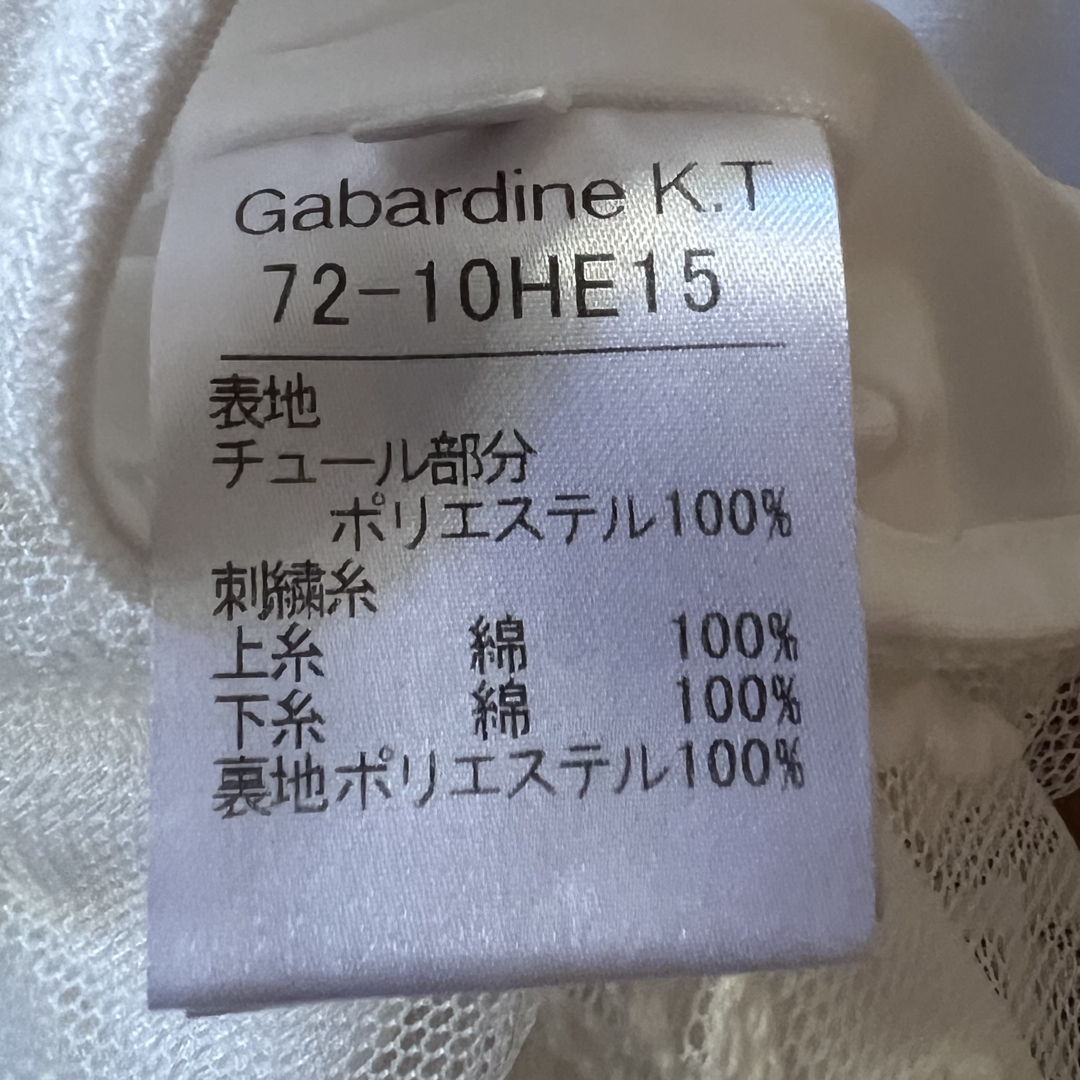 Gabardine K.T
72-10HE15
表地
チュール部分
ポリエステル100%
刺繍糸
上糸 綿 100%
下糸 綿 100%
裏地ポリエステル100%